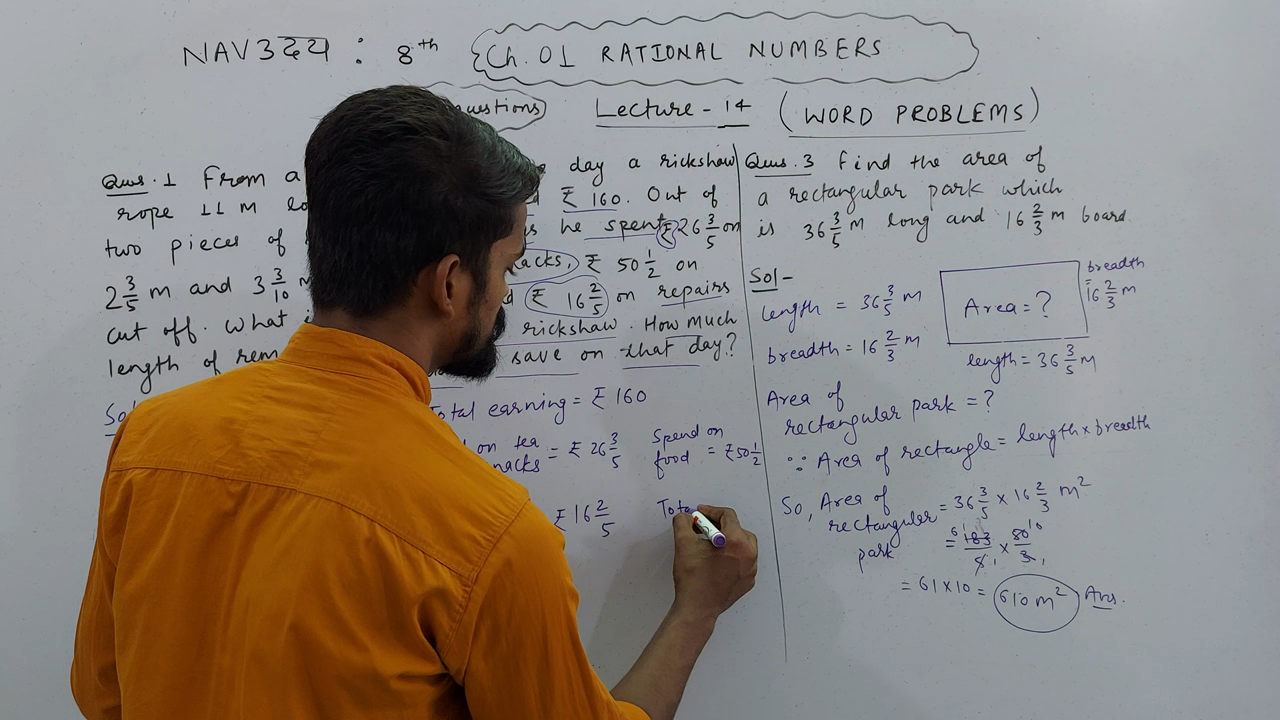 NAV3221 : 8th Ch. 01 RATIONAL NUMBERS
uestions) Lecture - 14 (WORD PROBLEMS)
Ques. 1 From a
rope 11 m lo
two pieces of
2 3/5 m and 3 3/10 m
cut off. What i
length of rem
Sol
day a rickshaw
₹ 160. Out of
he spent ₹ 26 3/5 on
acks, ₹ 50 1/2 on
₹ 16 2/5 on repairs
rickshaw. How much
save on that day?
Total earning = ₹ 160
on tea
nacks = ₹ 26 3/5
Spend on
food = ₹ 50 1/2
₹ 16 2/5
Tota
Ques. 3 Find the area of
a rectangular park which
is 36 3/5 m long and 16 2/3 m board.
Sol -
length = 36 3/5 m
breadth = 16 2/3 m
Area = ?
breadth
= 16 2/3 m
length = 36 3/5 m
Area of
rectangular park = ?
∵ Area of rectangle = length × breadth
So, Area of
rectangular
park = 36 3/5 × 16 2/3 m²
= 183/5 × 50/3
61 1 10 1
= 61 × 10 = 610 m² Ans.